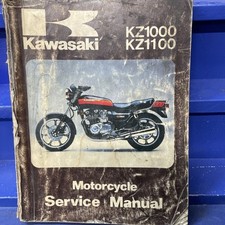 Kawasaki
KZ1000
KZ1100
Motorcycle
Service Manual